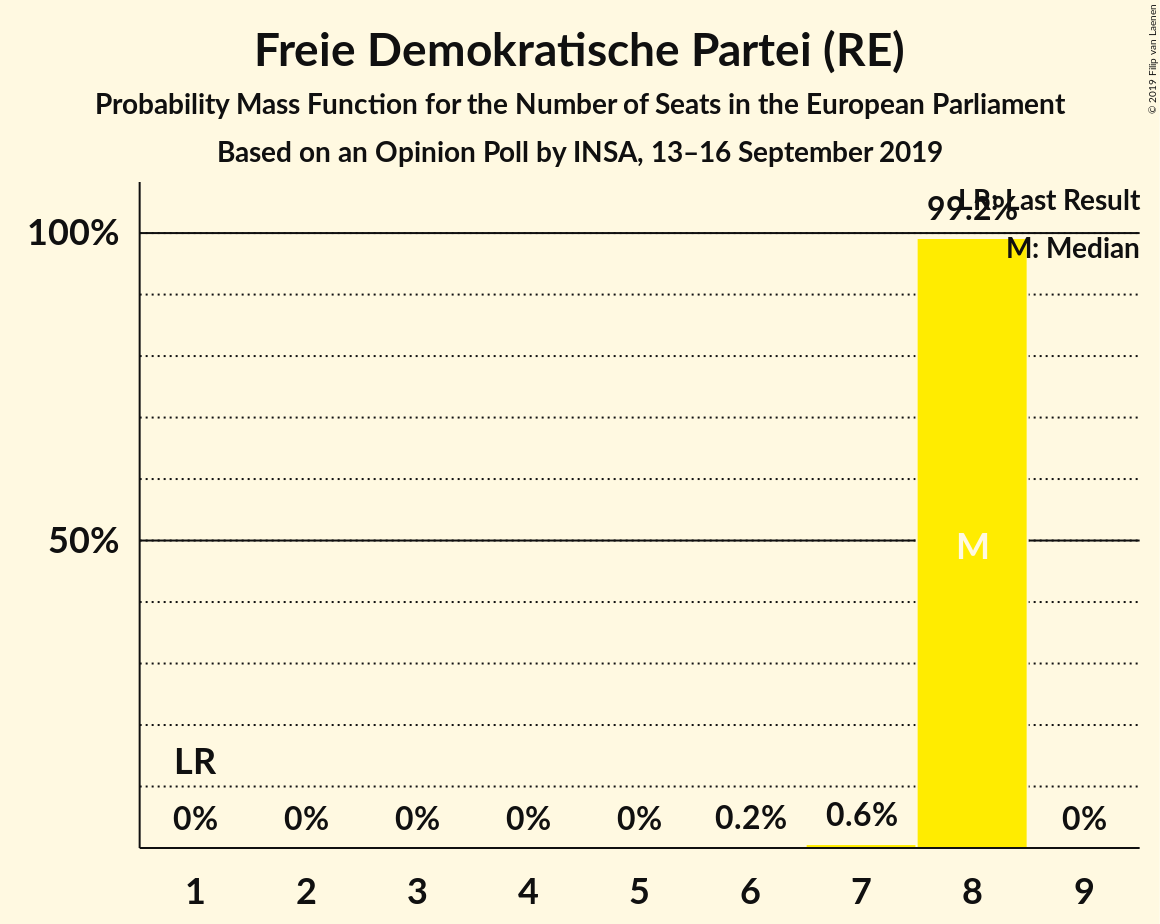 Freie Demokratische Partei (RE)
Probability Mass Function for the Number of Seats in the European Parliament
Based on an Opinion Poll by INSA, 13–16 September 2019
© 2019 Filip van Laenen
LR: Last Result
M: Median
99.2%
100%
50%
M
LR
0%
0%
0%
0%
0%
0.2%
0.6%
0%
1
2
3
4
5
6
7
8
9